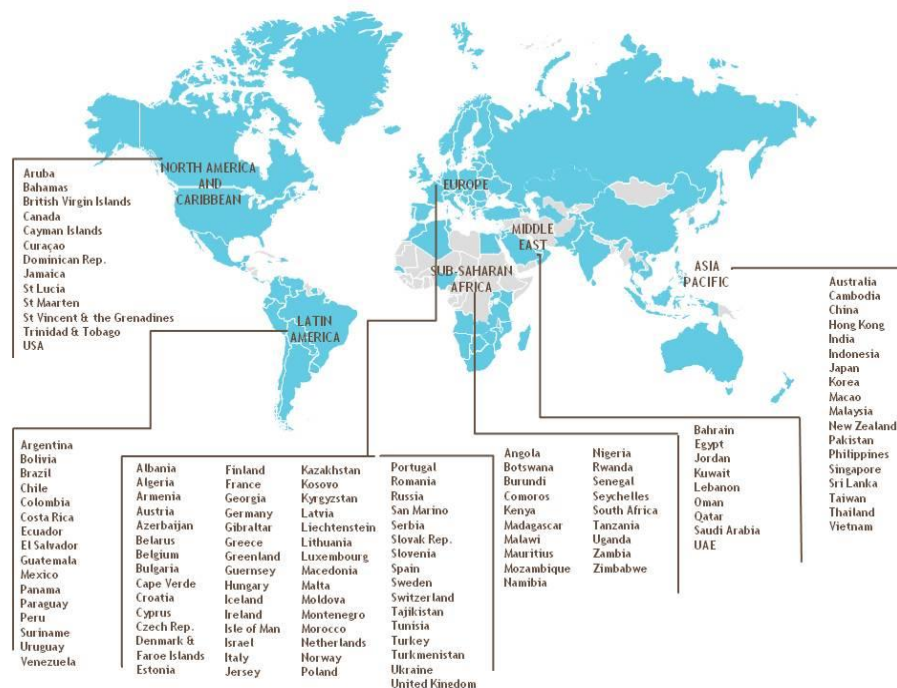 NORTH AMERICA
AND
CARIBBEAN
Aruba
Bahamas
British Virgin Islands
Canada
Cayman Islands
Curaçao
Dominican Rep.
Jamaica
St Lucia
St Maarten
St Vincent & the Grenadines
Trinidad & Tobago
USA
LATIN
AMERICA
Argentina
Bolivia
Brazil
Chile
Colombia
Costa Rica
Ecuador
El Salvador
Guatemala
Mexico
Panama
Paraguay
Peru
Suriname
Uruguay
Venezuela
EUROPE
Albania
Algeria
Armenia
Austria
Azerbaijan
Belarus
Belgium
Bulgaria
Cape Verde
Croatia
Cyprus
Czech Rep.
Denmark &
Faroe Islands
Estonia
Finland
France
Georgia
Germany
Gibraltar
Greece
Greenland
Guernsey
Hungary
Iceland
Ireland
Isle of Man
Israel
Italy
Jersey
Kazakhstan
Kosovo
Kyrgyzstan
Latvia
Liechtenstein
Lithuania
Luxembourg
Macedonia
Malta
Moldova
Montenegro
Morocco
Netherlands
Norway
Poland
Portugal
Romania
Russia
San Marino
Serbia
Slovak Rep.
Slovenia
Spain
Sweden
Switzerland
Tajikistan
Tunisia
Turkey
Turkmenistan
Ukraine
United Kingdom
SUB-SAHARAN
AFRICA
Angola
Botswana
Burundi
Comoros
Kenya
Madagascar
Malawi
Mauritius
Mozambique
Namibia
Nigeria
Rwanda
Senegal
Seychelles
South Africa
Tanzania
Uganda
Zambia
Zimbabwe
MIDDLE
EAST
Bahrain
Egypt
Jordan
Kuwait
Lebanon
Oman
Qatar
Saudi Arabia
UAE
ASIA
PACIFIC
Australia
Cambodia
China
Hong Kong
India
Indonesia
Japan
Korea
Macao
Malaysia
New Zealand
Pakistan
Philippines
Singapore
Sri Lanka
Taiwan
Thailand
Vietnam